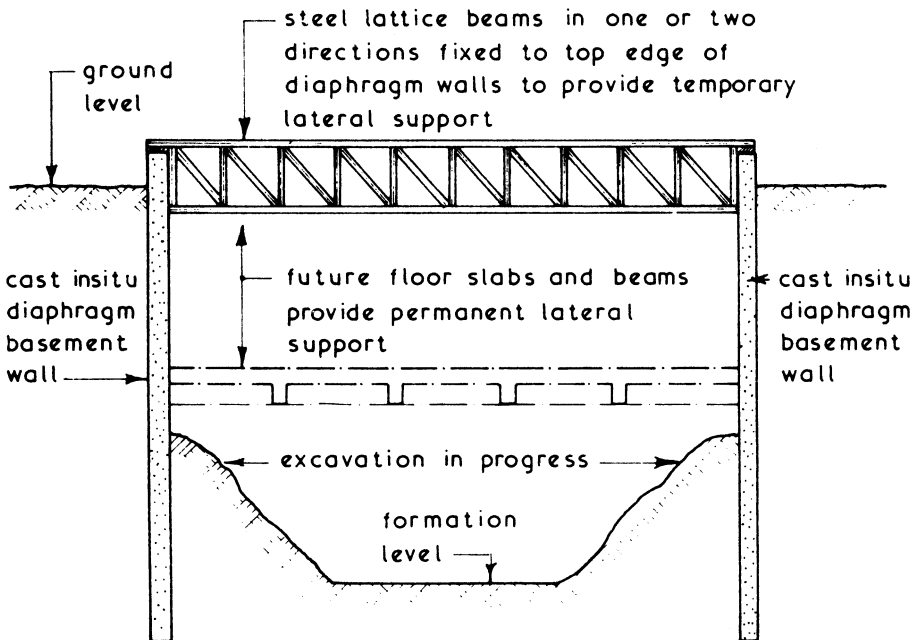 steel lattice beams in one or two
directions fixed to top edge of
diaphragm walls to provide temporary
lateral support
ground
level
cast insitu
diaphragm
basement
wall
future floor slabs and beams
provide permanent lateral
support
cast insitu
diaphragm
basement
wall
excavation in progress
formation
level